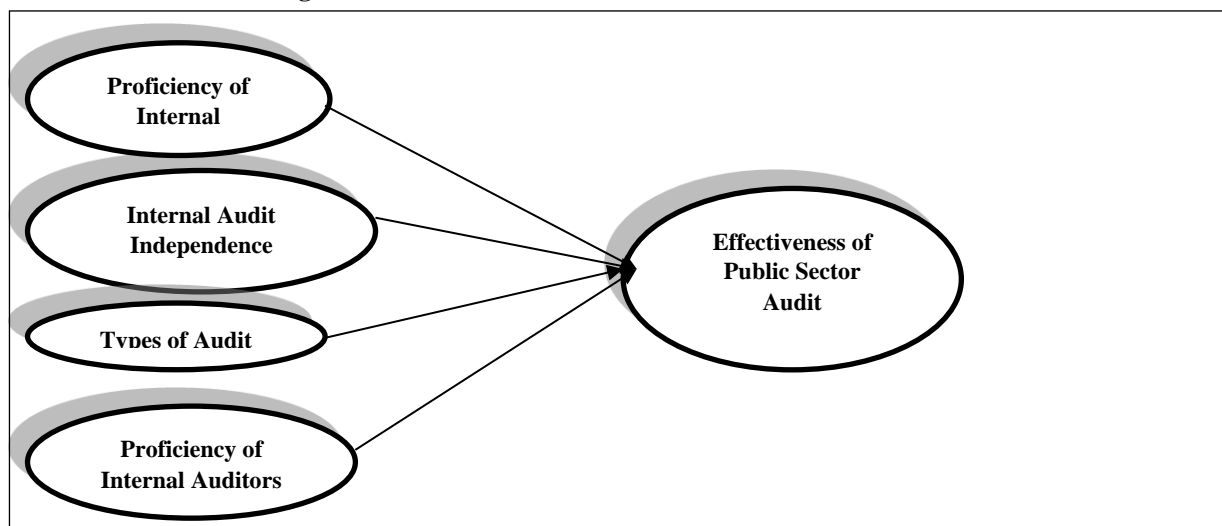 Proficiency of
Internal
Internal Audit
Independence
Types of Audit
Proficiency of
Internal Auditors
Effectiveness of
Public Sector
Audit